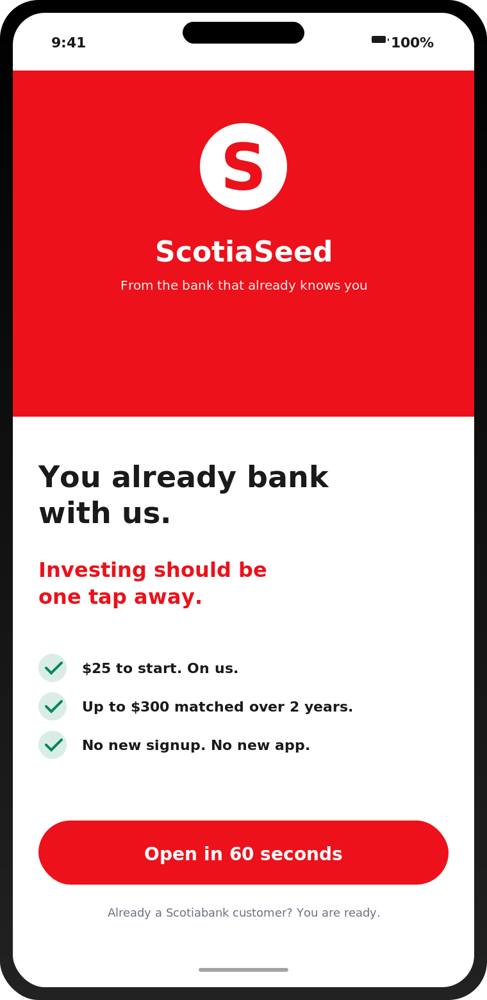 9:41
100%
S
ScotiaSeed
From the bank that already knows you
You already bank
with us.
Investing should be
one tap away.
$25 to start. On us.
Up to $300 matched over 2 years.
No new signup. No new app.
Open in 60 seconds
Already a Scotiabank customer? You are ready.